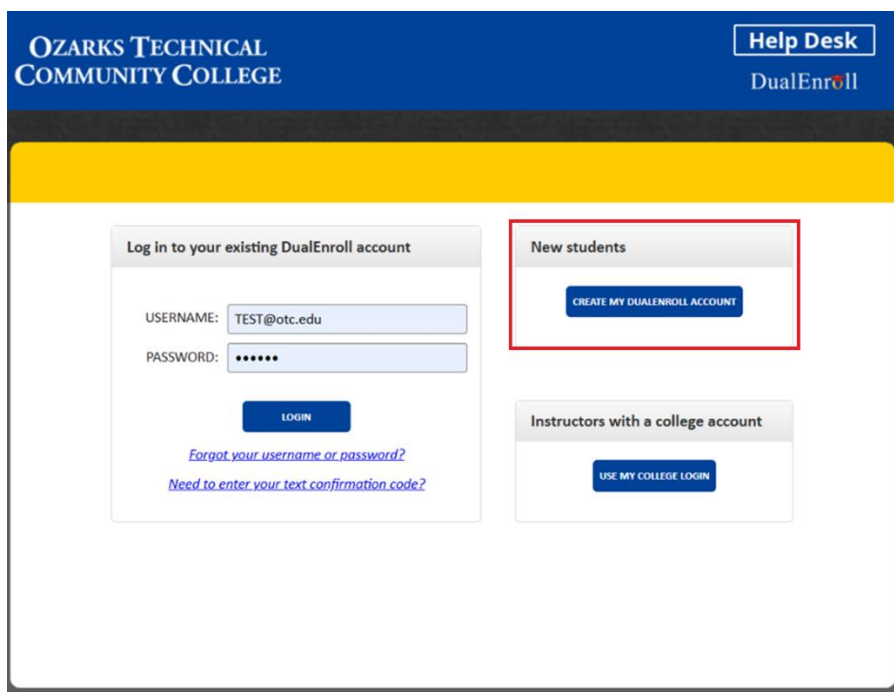 OZARKS TECHNICAL
COMMUNITY COLLEGE
Help Desk
DualEnroll
Log in to your existing DualEnroll account
USERNAME: TEST@otc.edu
PASSWORD: ••••••
LOGIN
Forgot your username or password?
Need to enter your text confirmation code?
New students
CREATE MY DUALENROLL ACCOUNT
Instructors with a college account
USE MY COLLEGE LOGIN